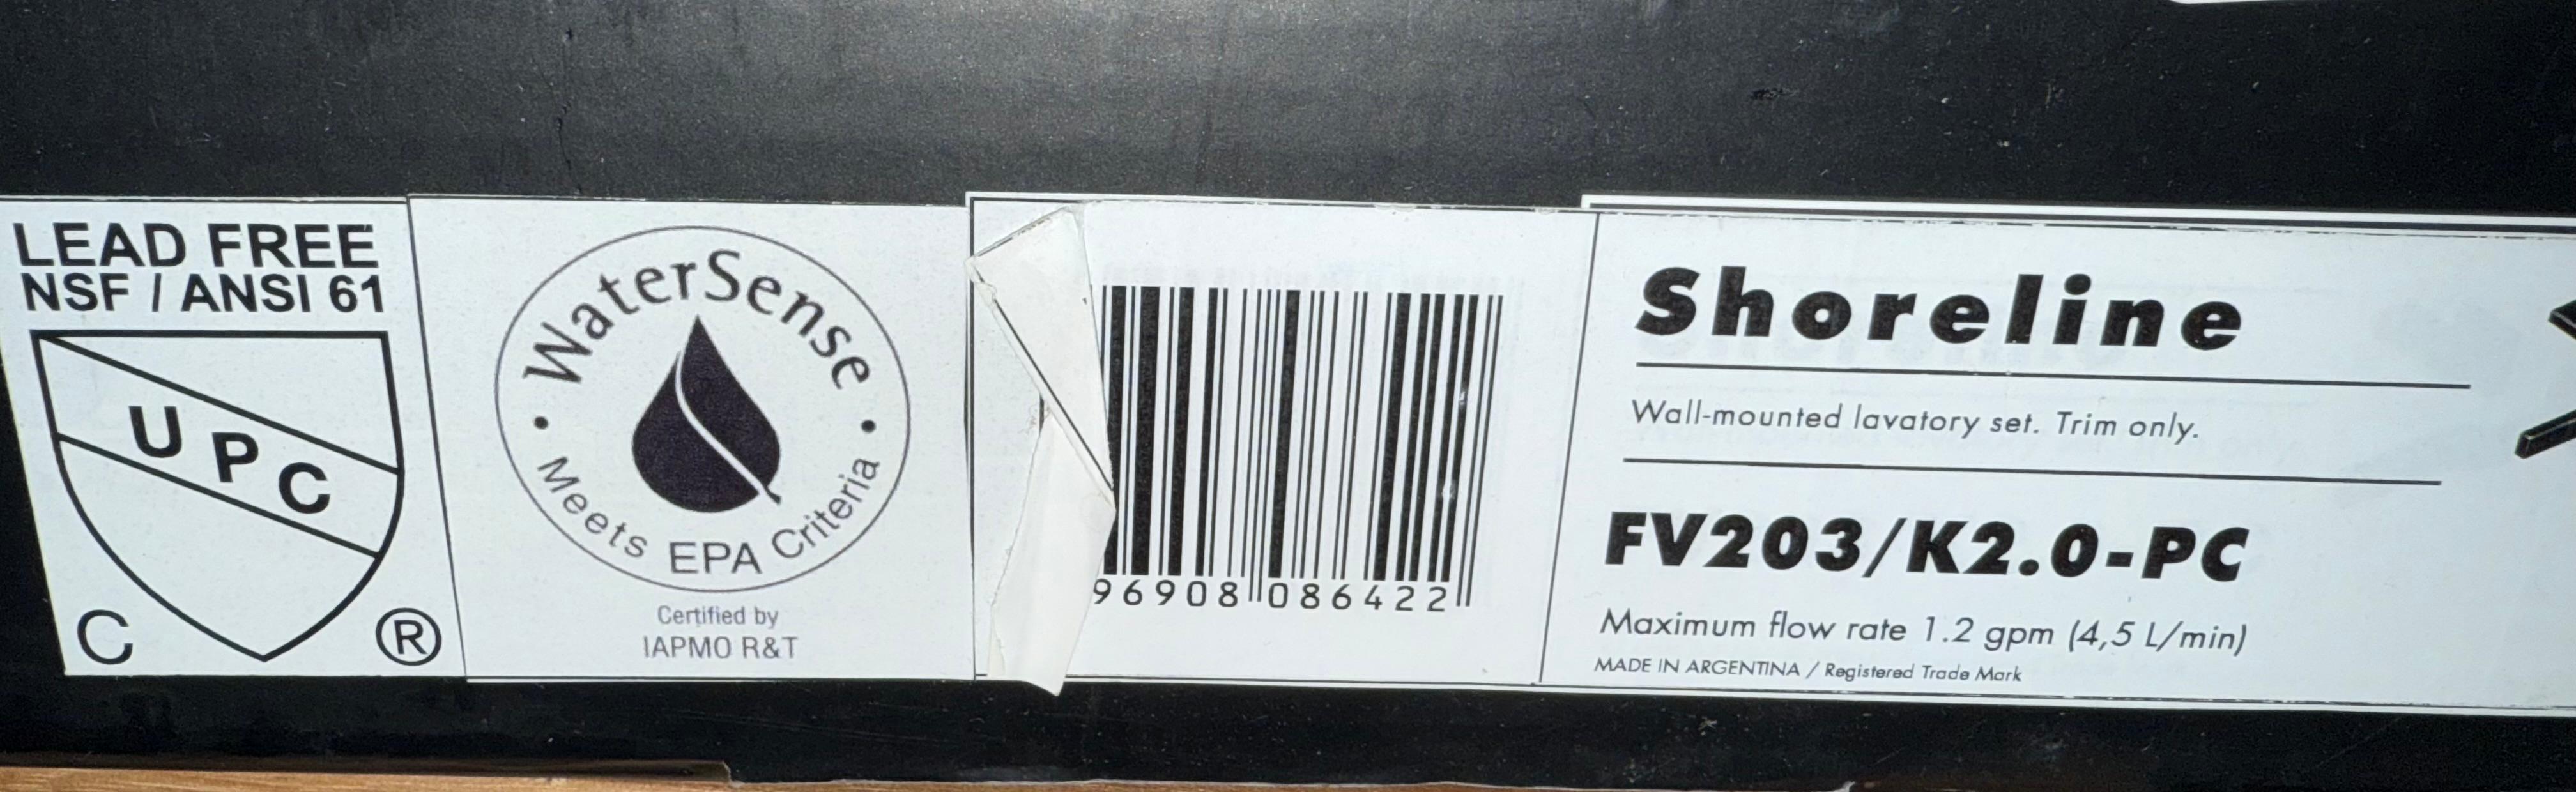 LEAD FREE
NSF / ANSI 61
U P C
C ®
WaterSense
Meets EPA Criteria
Certified by
IAPMO R&T
96908 086422
Shoreline
Wall-mounted lavatory set. Trim only.
FV203/K2.0-PC
Maximum flow rate 1.2 gpm (4,5 L/min)
MADE IN ARGENTINA / Registered Trade Mark